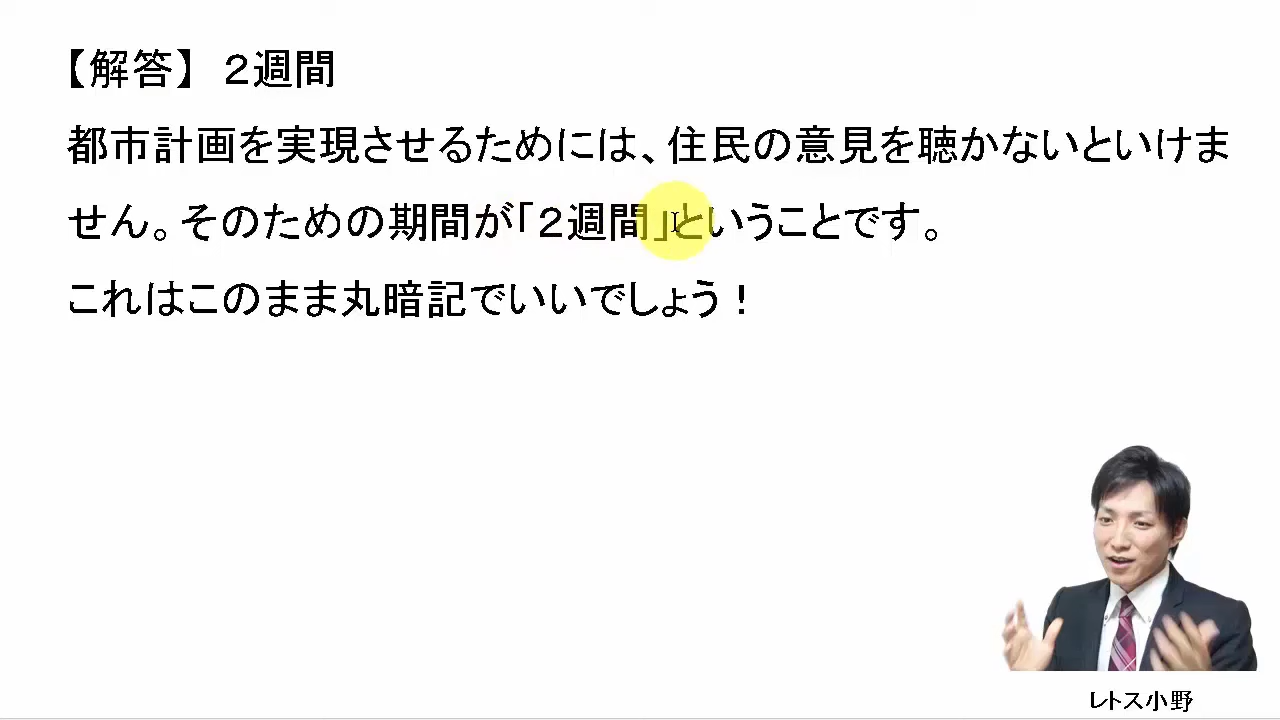 【解答】 ２週間
都市計画を実現させるためには、住民の意見を聴かないといけま
せん。そのための期間が「２週間」ということです。
これはこのまま丸暗記でいいでしょう！
レトス小野